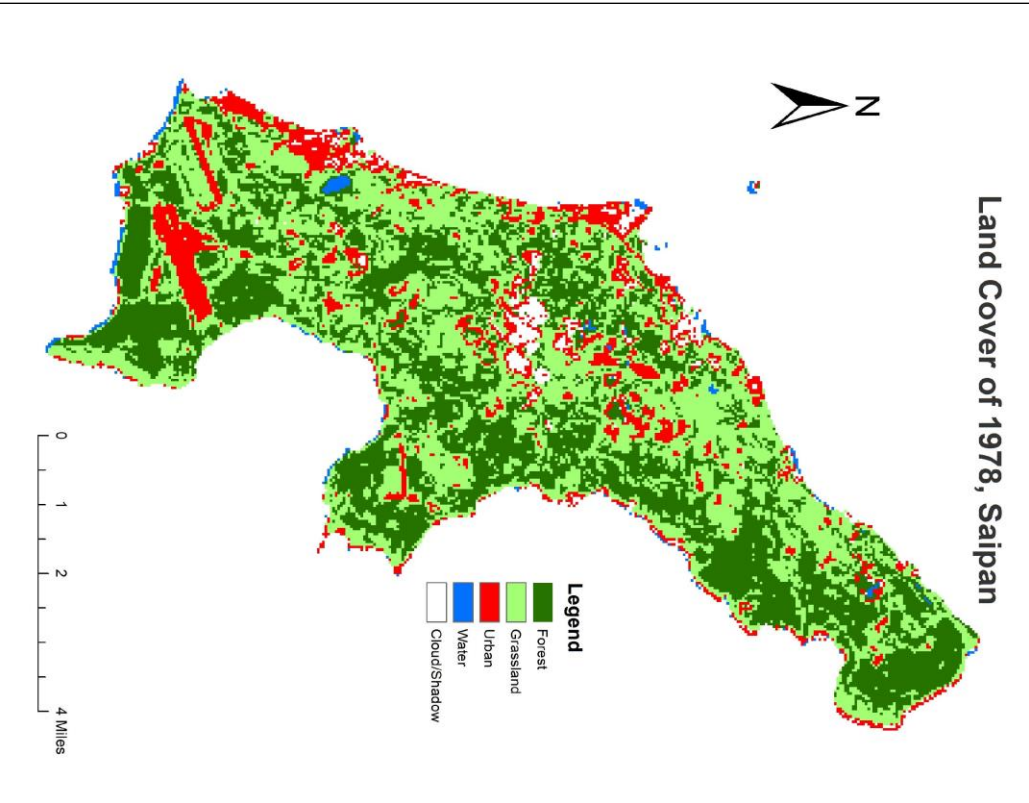 Land Cover of 1978, Saipan
N
Legend
Forest
Grassland
Urban
Water
Cloud/Shadow
0 1 2 4 Miles